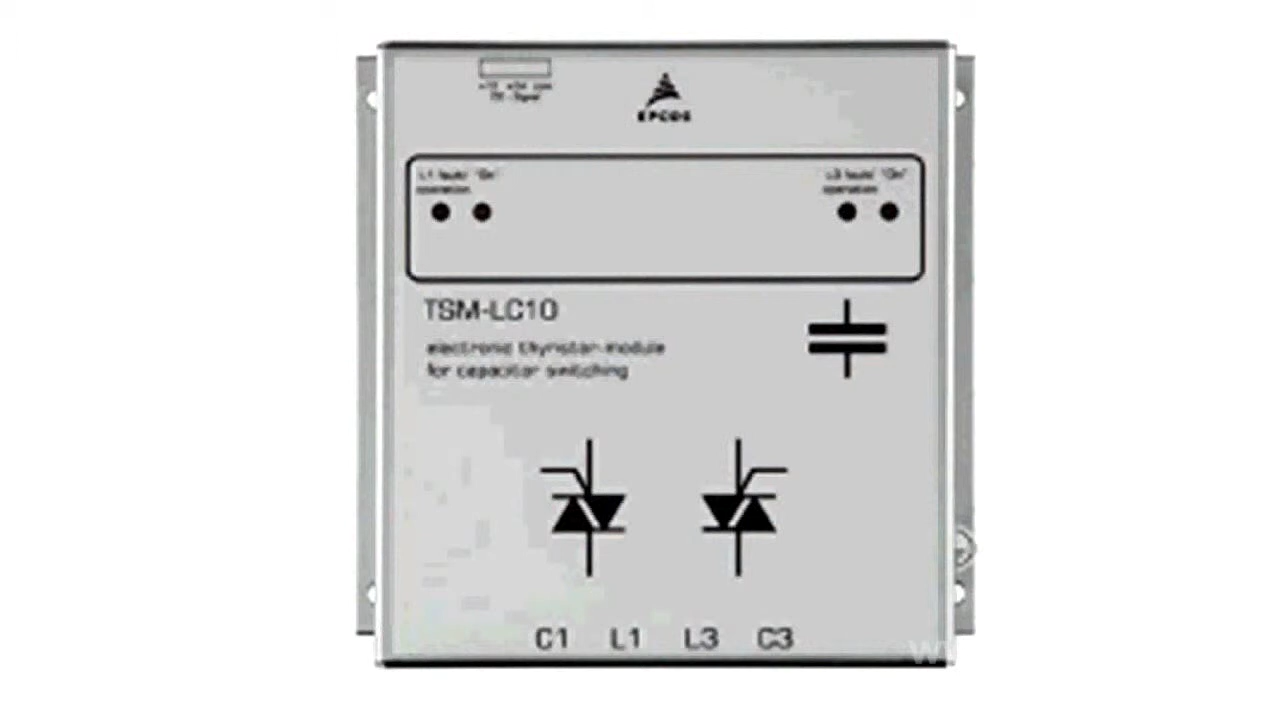 EPCOS
L1 fault/ "On"
L3 fault/ "On"
operation
operation
TSM-LC10
electronic thyristor-module
for capacitor switching
C1 L1 L3 C3